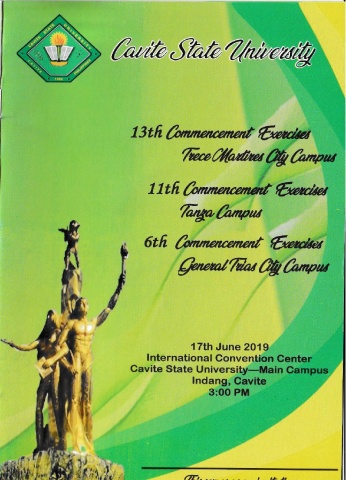 Cavite State University
13th Commencement Exercises
Trece Martires City Campus
11th Commencement Exercises
Tanza Campus
6th Commencement Exercises
General Trias City Campus
17th June 2019
International Convention Center
Cavite State University—Main Campus
Indang, Cavite
3:00 PM